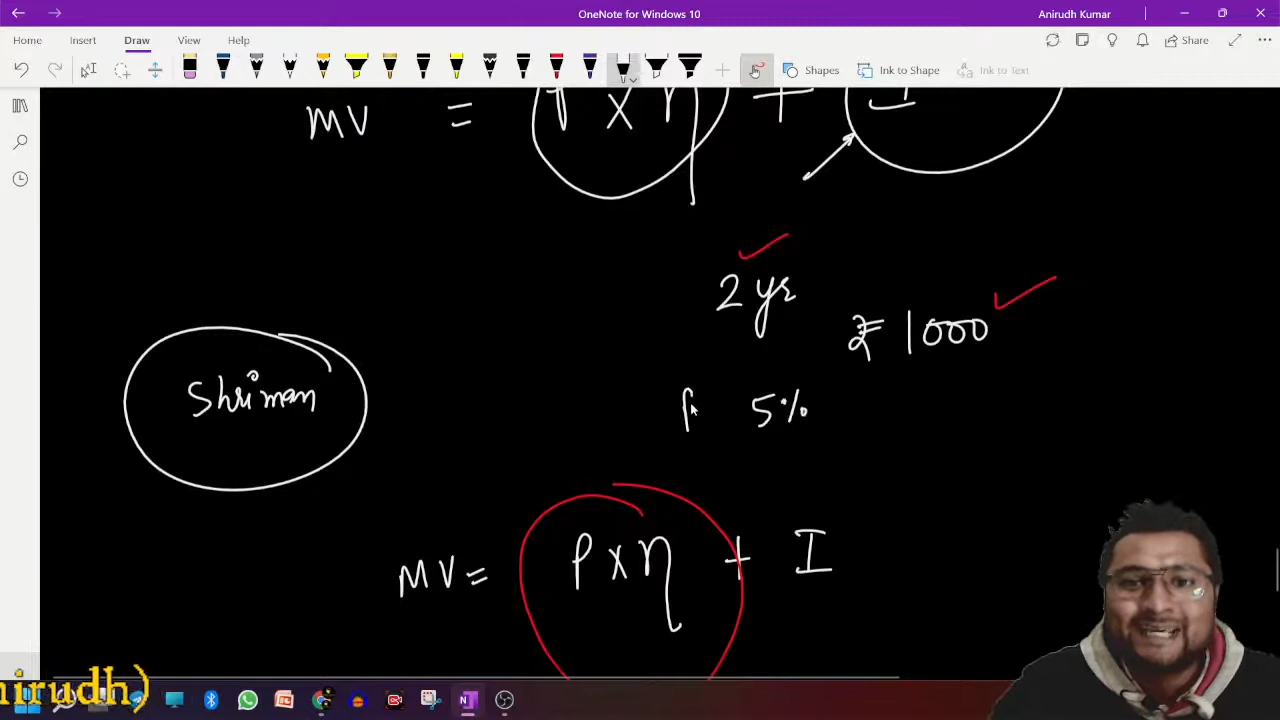 OneNote for Windows 10
Anirudh Kumar
Home Insert Draw View Help
Share
Shapes Ink to Shape Ink to Text
MV = P x n + I
2 yr
₹ 1000
Shriman
P 5%
MV = P x n + I
nirudh)